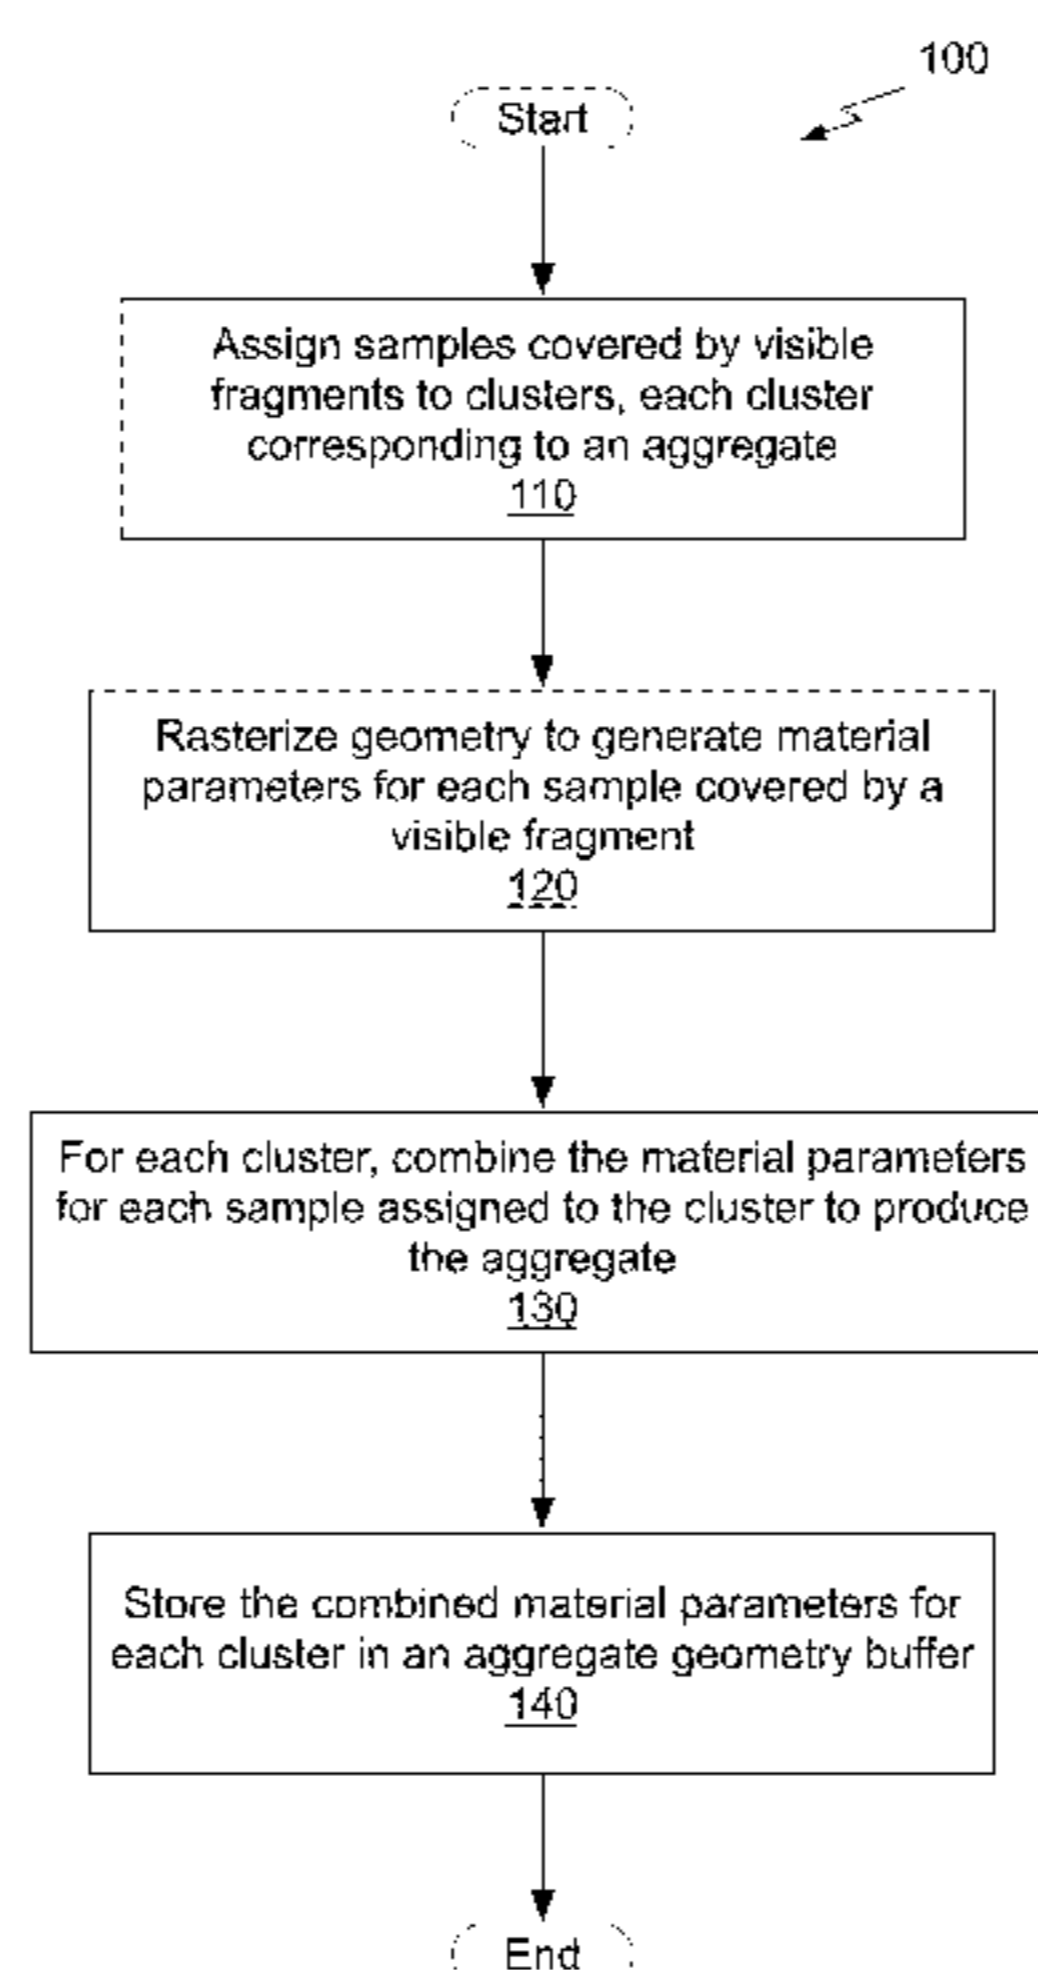 100
Start
Assign samples covered by visible
fragments to clusters, each cluster
corresponding to an aggregate
110
Rasterize geometry to generate material
parameters for each sample covered by a
visible fragment
120
For each cluster, combine the material parameters
for each sample assigned to the cluster to produce
the aggregate
130
Store the combined material parameters for
each cluster in an aggregate geometry buffer
140
End